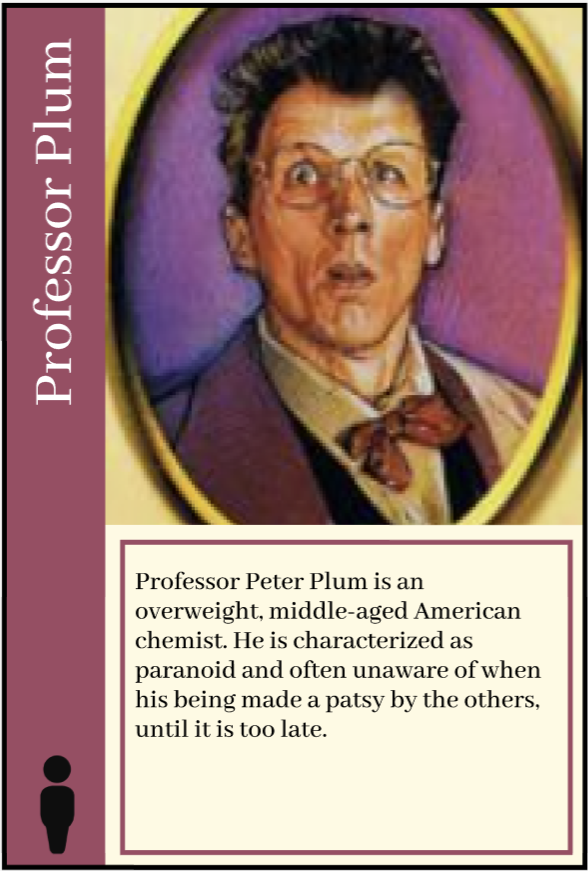 Professor Plum
Professor Peter Plum is an
overweight, middle-aged American
chemist. He is characterized as
paranoid and often unaware of when
his being made a patsy by the others,
until it is too late.